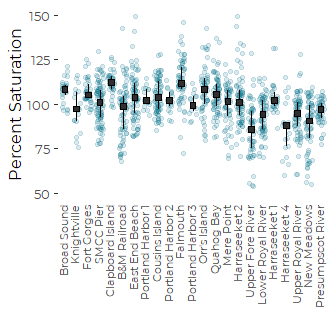 Percent Saturation
150
125
100
75
50
Broad Sound
Knightville
Fort Gorges
SMCC Pier
Clapboard Island
B&M Railroad
East End Beach
Portland Harbor 1
Cousins Island
Portland Harbor 2
Falmouth
Portland Harbor 3
Orr's Island
Quahog Bay
Mere Point
Harraseeket 2
Upper Fore River
Lower Royal River
Harraseeket 1
Harraseeket 4
Upper Royal River
New Meadows
Presumpscot River